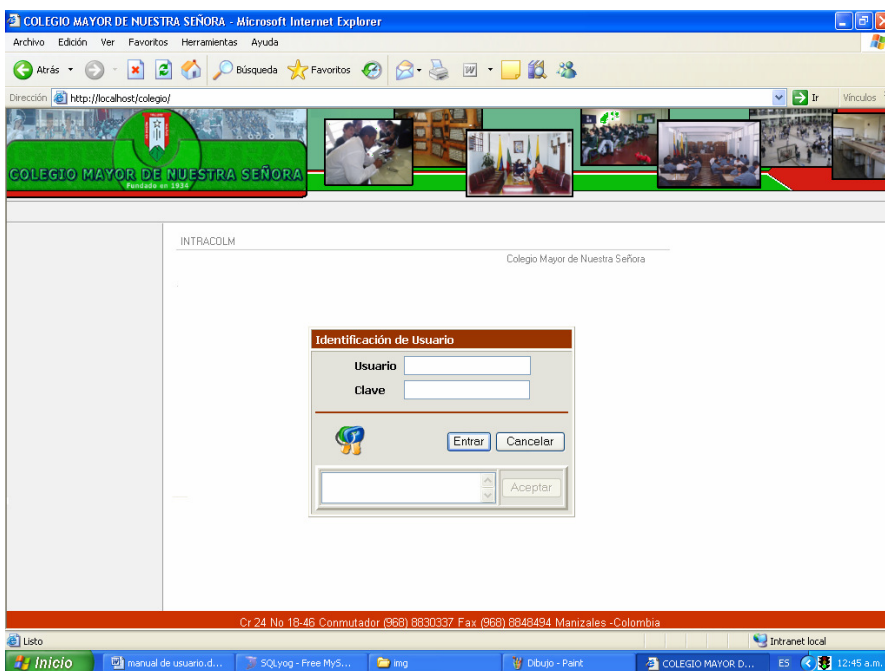 COLEGIO MAYOR DE NUESTRA SEÑORA - Microsoft Internet Explorer
Archivo Edición Ver Favoritos Herramientas Ayuda
Atrás Búsqueda Favoritos
Dirección http://localhost/colegio/ Ir Vínculos
COLEGIO MAYOR DE NUESTRA SEÑORA
Fundado en 1934
INTRACOLM
Colegio Mayor de Nuestra Señora
Identificación de Usuario
Usuario
Clave
Entrar Cancelar
Aceptar
Cr 24 No 18-46 Conmutador (968) 8830337 Fax (968) 8848494 Manizales -Colombia
Listo Intranet local
Inicio manual de usuario.d... SQLyog - Free MyS... img Dibujo - Paint COLEGIO MAYOR D... ES 12:45 a.m.